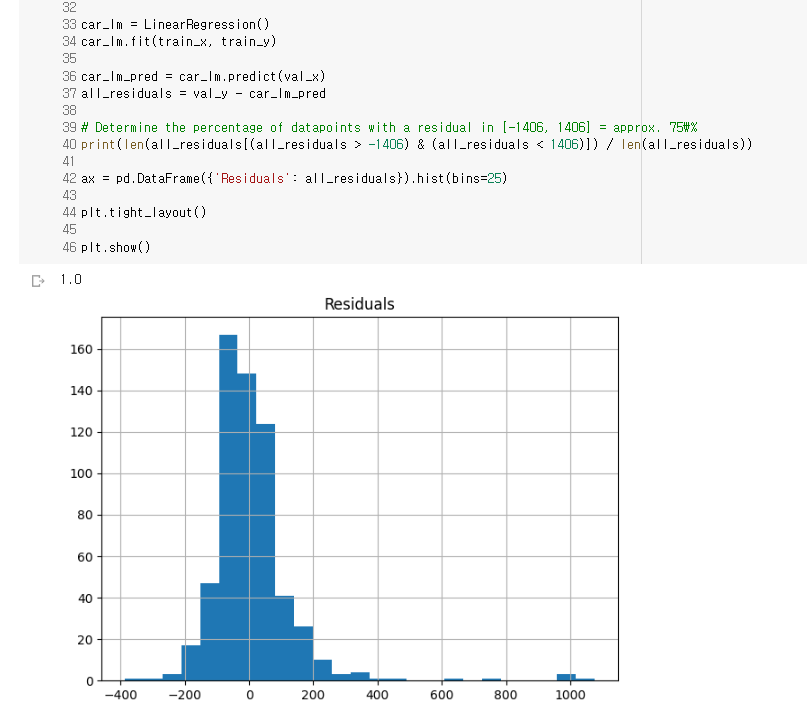 32
33 car_lm = LinearRegression()
34 car_lm.fit(train_x, train_y)
35
36 car_lm_pred = car_lm.predict(val_x)
37 all_residuals = val_y - car_lm_pred
38
39 # Determine the percentage of datapoints with a residual in [-1406, 1406] = approx. 75₩%
40 print(len(all_residuals[(all_residuals > -1406) & (all_residuals < 1406)]) / len(all_residuals))
41
42 ax = pd.DataFrame({'Residuals': all_residuals}).hist(bins=25)
43
44 plt.tight_layout()
45
46 plt.show()
1.0
Residuals
160
140
120
100
80
60
40
20
0
−400 −200 0 200 400 600 800 1000